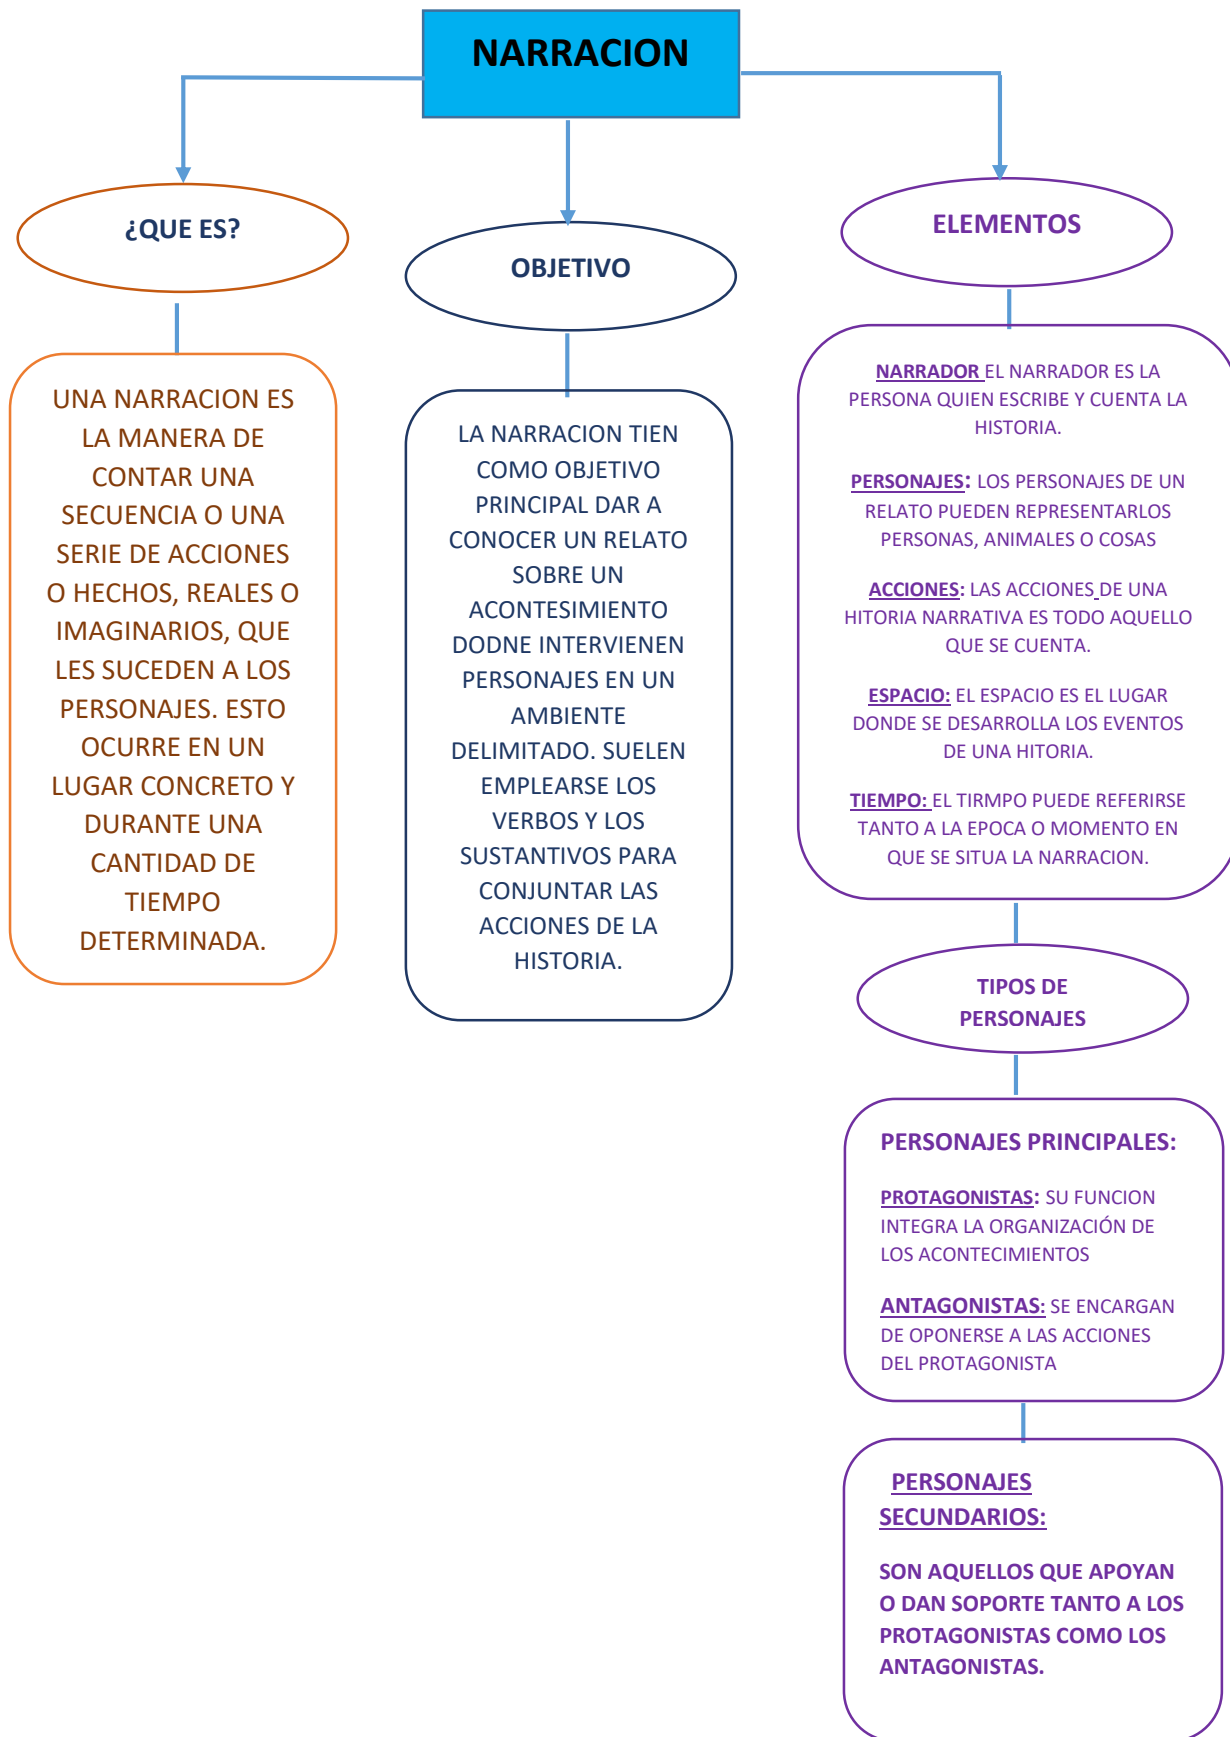 NARRACION
¿QUE ES?
UNA NARRACION ES
LA MANERA DE
CONTAR UNA
SECUENCIA O UNA
SERIE DE ACCIONES
O HECHOS, REALES O
IMAGINARIOS, QUE
LES SUCEDEN A LOS
PERSONAJES. ESTO
OCURRE EN UN
LUGAR CONCRETO Y
DURANTE UNA
CANTIDAD DE
TIEMPO
DETERMINADA.
OBJETIVO
LA NARRACION TIEN
COMO OBJETIVO
PRINCIPAL DAR A
CONOCER UN RELATO
SOBRE UN
ACONTESIMIENTO
DODNE INTERVIENEN
PERSONAJES EN UN
AMBIENTE
DELIMITADO. SUELEN
EMPLEARSE LOS
VERBOS Y LOS
SUSTANTIVOS PARA
CONJUNTAR LAS
ACCIONES DE LA
HISTORIA.
ELEMENTOS
NARRADOR EL NARRADOR ES LA
PERSONA QUIEN ESCRIBE Y CUENTA LA
HISTORIA.
PERSONAJES: LOS PERSONAJES DE UN
RELATO PUEDEN REPRESENTARLOS
PERSONAS, ANIMALES O COSAS
ACCIONES: LAS ACCIONES DE UNA
HITORIA NARRATIVA ES TODO AQUELLO
QUE SE CUENTA.
ESPACIO: EL ESPACIO ES EL LUGAR
DONDE SE DESARROLLA LOS EVENTOS
DE UNA HITORIA.
TIEMPO: EL TIRMPO PUEDE REFERIRSE
TANTO A LA EPOCA O MOMENTO EN
QUE SE SITUA LA NARRACION.
TIPOS DE
PERSONAJES
PERSONAJES PRINCIPALES:
PROTAGONISTAS: SU FUNCION
INTEGRA LA ORGANIZACIÓN DE
LOS ACONTECIMIENTOS
ANTAGONISTAS: SE ENCARGAN
DE OPONERSE A LAS ACCIONES
DEL PROTAGONISTA
PERSONAJES
SECUNDARIOS:
SON AQUELLOS QUE APOYAN
O DAN SOPORTE TANTO A LOS
PROTAGONISTAS COMO LOS
ANTAGONISTAS.